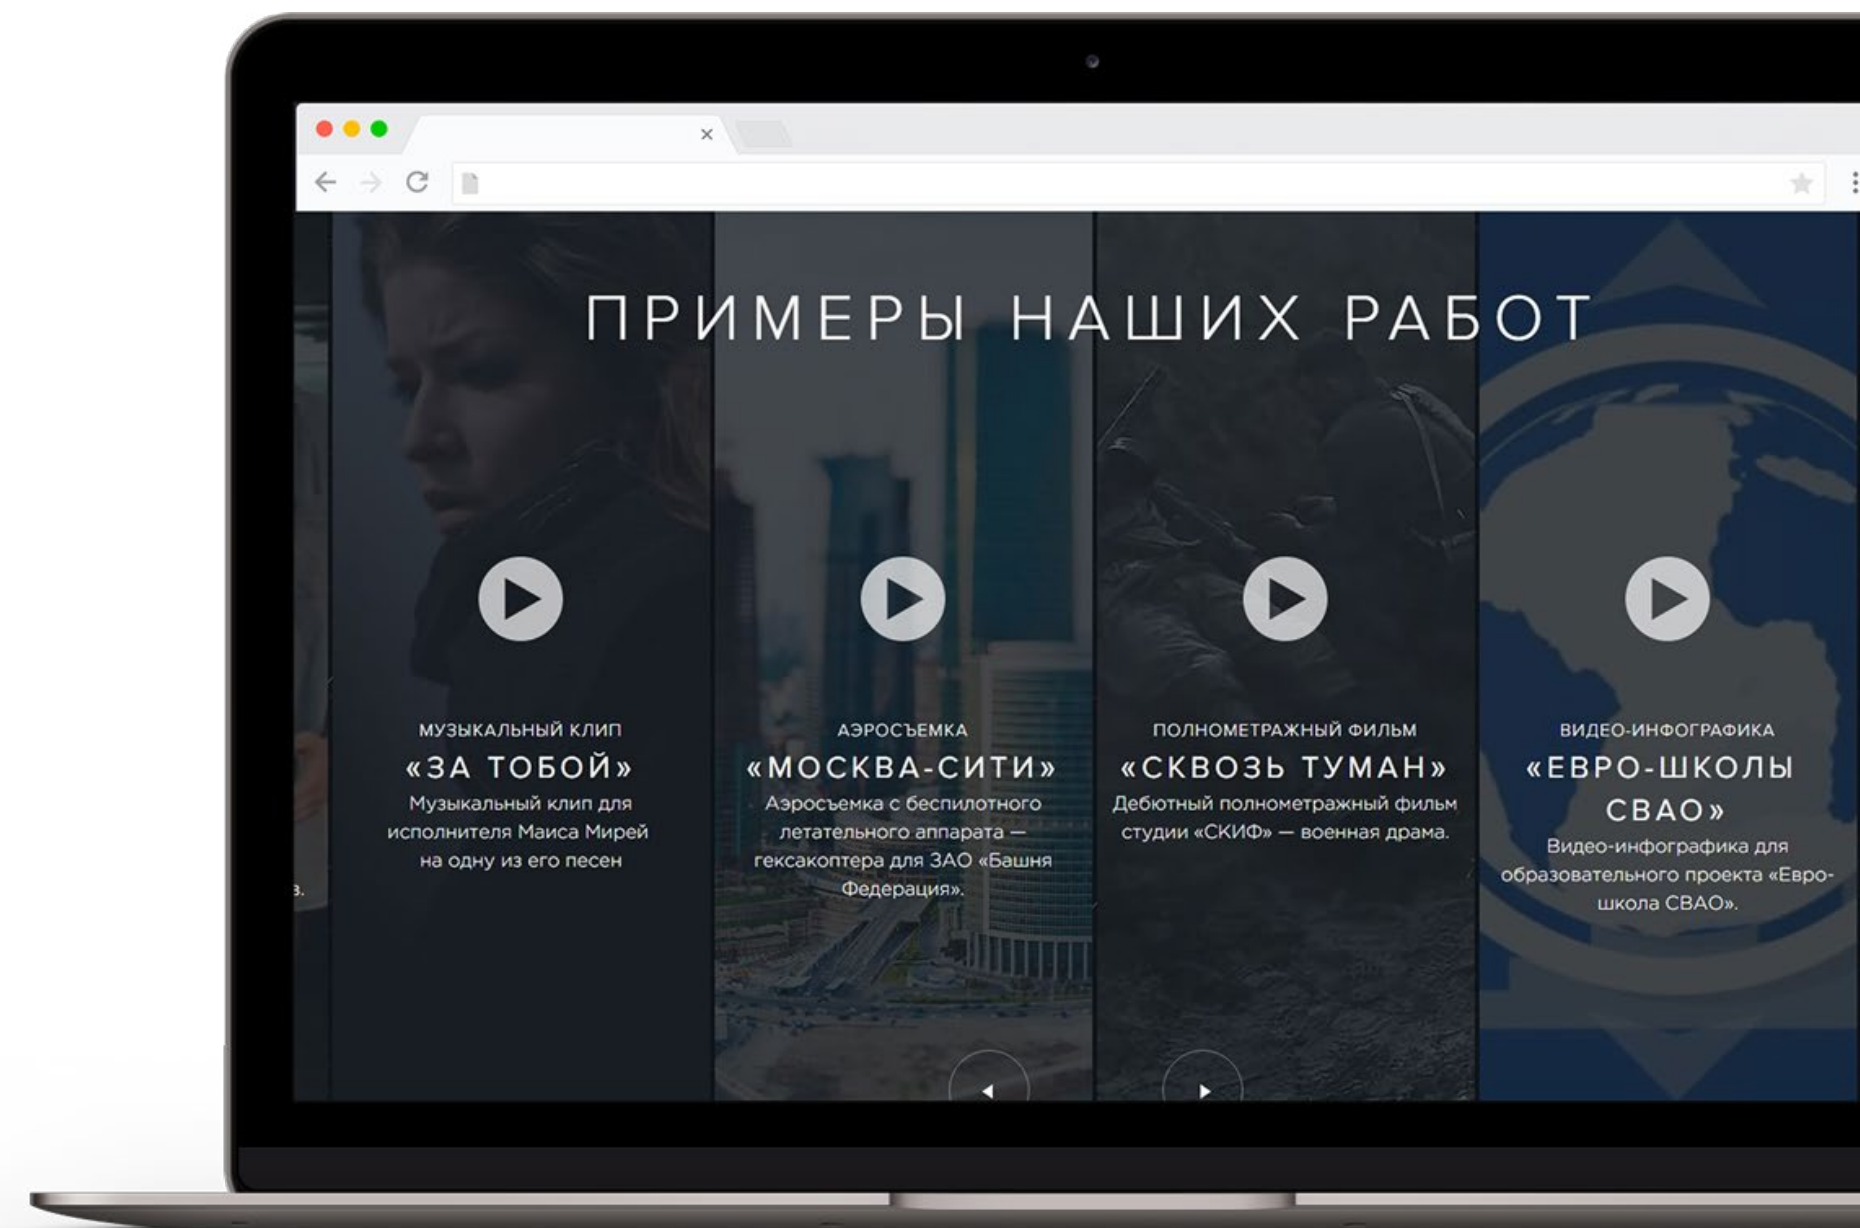 ПРИМЕРЫ НАШИХ РАБОТ
в.
МУЗЫКАЛЬНЫЙ КЛИП
«ЗА ТОБОЙ»
Музыкальный клип для
исполнителя Маиса Мирей
на одну из его песен
АЭРОСЪЕМКА
«МОСКВА-СИТИ»
Аэросъемка с беспилотного
летательного аппарата —
гексакоптера для ЗАО «Башня
Федерация».
ПОЛНОМЕТРАЖНЫЙ ФИЛЬМ
«СКВОЗЬ ТУМАН»
Дебютный полнометражный фильм
студии «СКИФ» — военная драма.
ВИДЕО-ИНФОГРАФИКА
«ЕВРО-ШКОЛЫ
СВАО»
Видео-инфографика для
образовательного проекта «Евро-
школа СВАО».